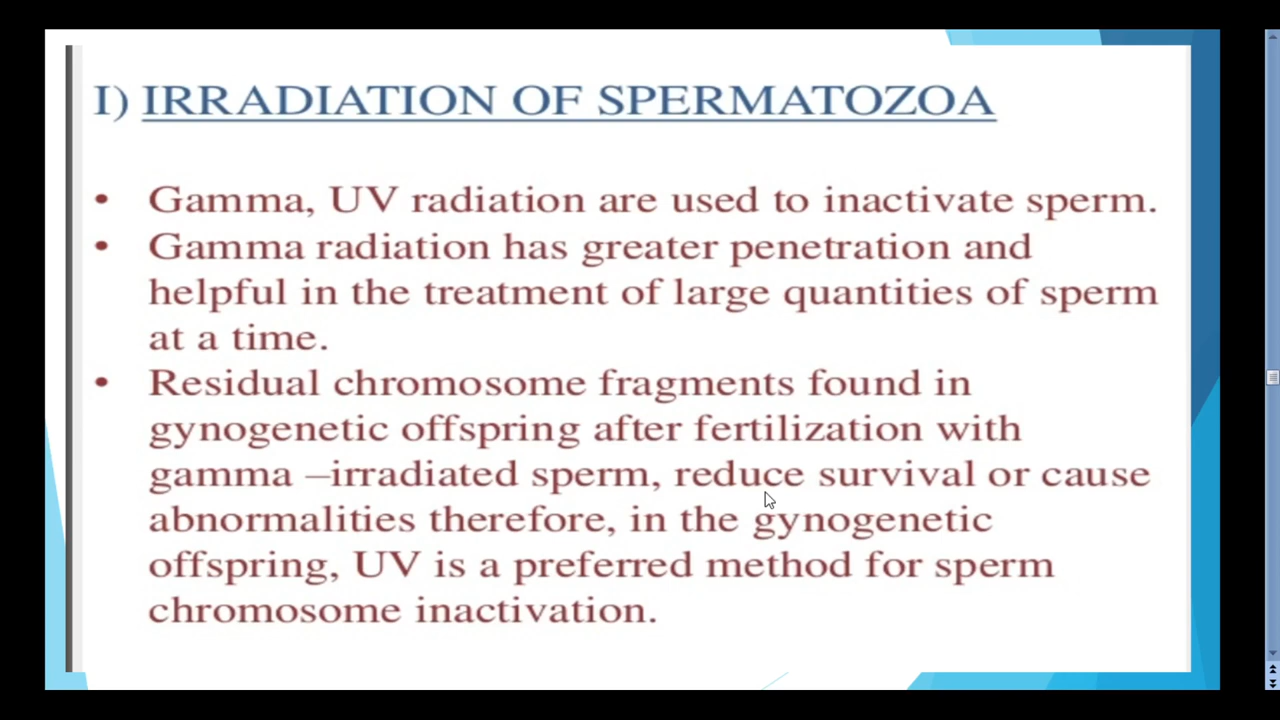 I) IRRADIATION OF SPERMATOZOA
• Gamma, UV radiation are used to inactivate sperm.
• Gamma radiation has greater penetration and
helpful in the treatment of large quantities of sperm
at a time.
• Residual chromosome fragments found in
gynogenetic offspring after fertilization with
gamma –irradiated sperm, reduce survival or cause
abnormalities therefore, in the gynogenetic
offspring, UV is a preferred method for sperm
chromosome inactivation.